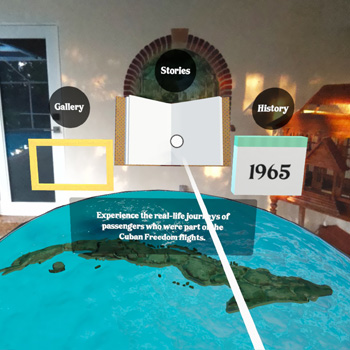 Stories
Gallery
History
1965
Experience the real-life journeys of
passengers who were part of the
Cuban Freedom flights.